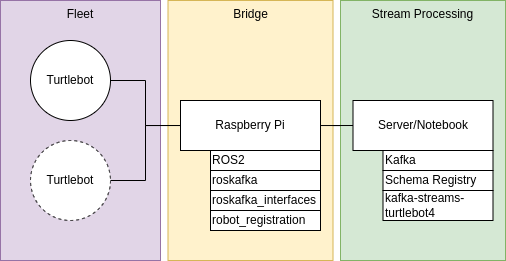 Fleet
Bridge
Stream Processing
Turtlebot
Turtlebot
Raspberry Pi
ROS2
roskafka
roskafka_interfaces
robot_registration
Server/Notebook
Kafka
Schema Registry
kafka-streams-
turtlebot4